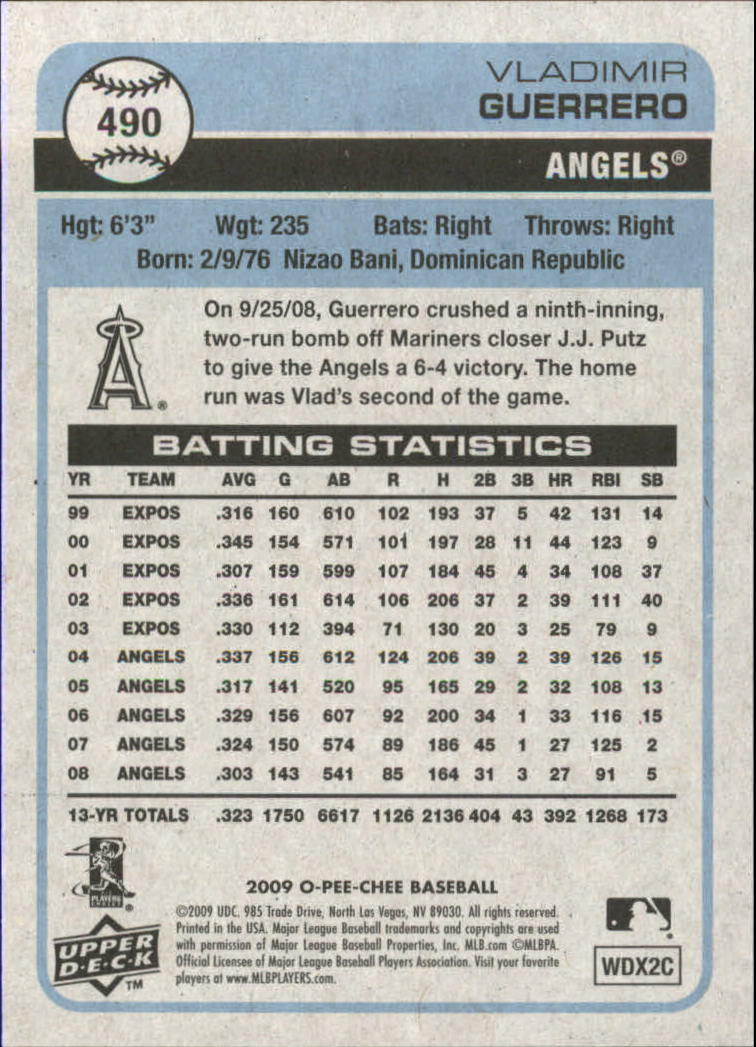 490
VLADIMIR
GUERRERO
ANGELS®
Hgt: 6'3" Wgt: 235 Bats: Right Throws: Right
Born: 2/9/76 Nizao Bani, Dominican Republic
On 9/25/08, Guerrero crushed a ninth-inning,
two-run bomb off Mariners closer J.J. Putz
to give the Angels a 6-4 victory. The home
run was Vlad's second of the game.
A®
BATTING STATISTICS
YR TEAM AVG G AB R H 2B 3B HR RBI SB
99 EXPOS .316 160 610 102 193 37 5 42 131 14
00 EXPOS .345 154 571 101 197 28 11 44 123 9
01 EXPOS .307 159 599 107 184 45 4 34 108 37
02 EXPOS .336 161 614 106 206 37 2 39 111 40
03 EXPOS .330 112 394 71 130 20 3 25 79 9
04 ANGELS .337 156 612 124 206 39 2 39 126 15
05 ANGELS .317 141 520 95 165 29 2 32 108 13
06 ANGELS .329 156 607 92 200 34 1 33 116 15
07 ANGELS .324 150 574 89 186 45 1 27 125 2
08 ANGELS .303 143 541 85 164 31 3 27 91 5
13-YR TOTALS .323 1750 6617 1126 2136 404 43 392 1268 173
PLAYERS
CHOICE®
2009 O-PEE-CHEE BASEBALL
©2009 UDC. 985 Trade Drive, North Las Vegas, NV 89030. All rights reserved.
Printed in the USA. Major League Baseball trademarks and copyrights are used
with permission of Major League Baseball Properties, Inc. MLB.com ©MLBPA.
Official Licensee of Major League Baseball Players Association. Visit your favorite
players at www.MLBPLAYERS.com.
UPPER
D·E·C·K
TM
WDX2C